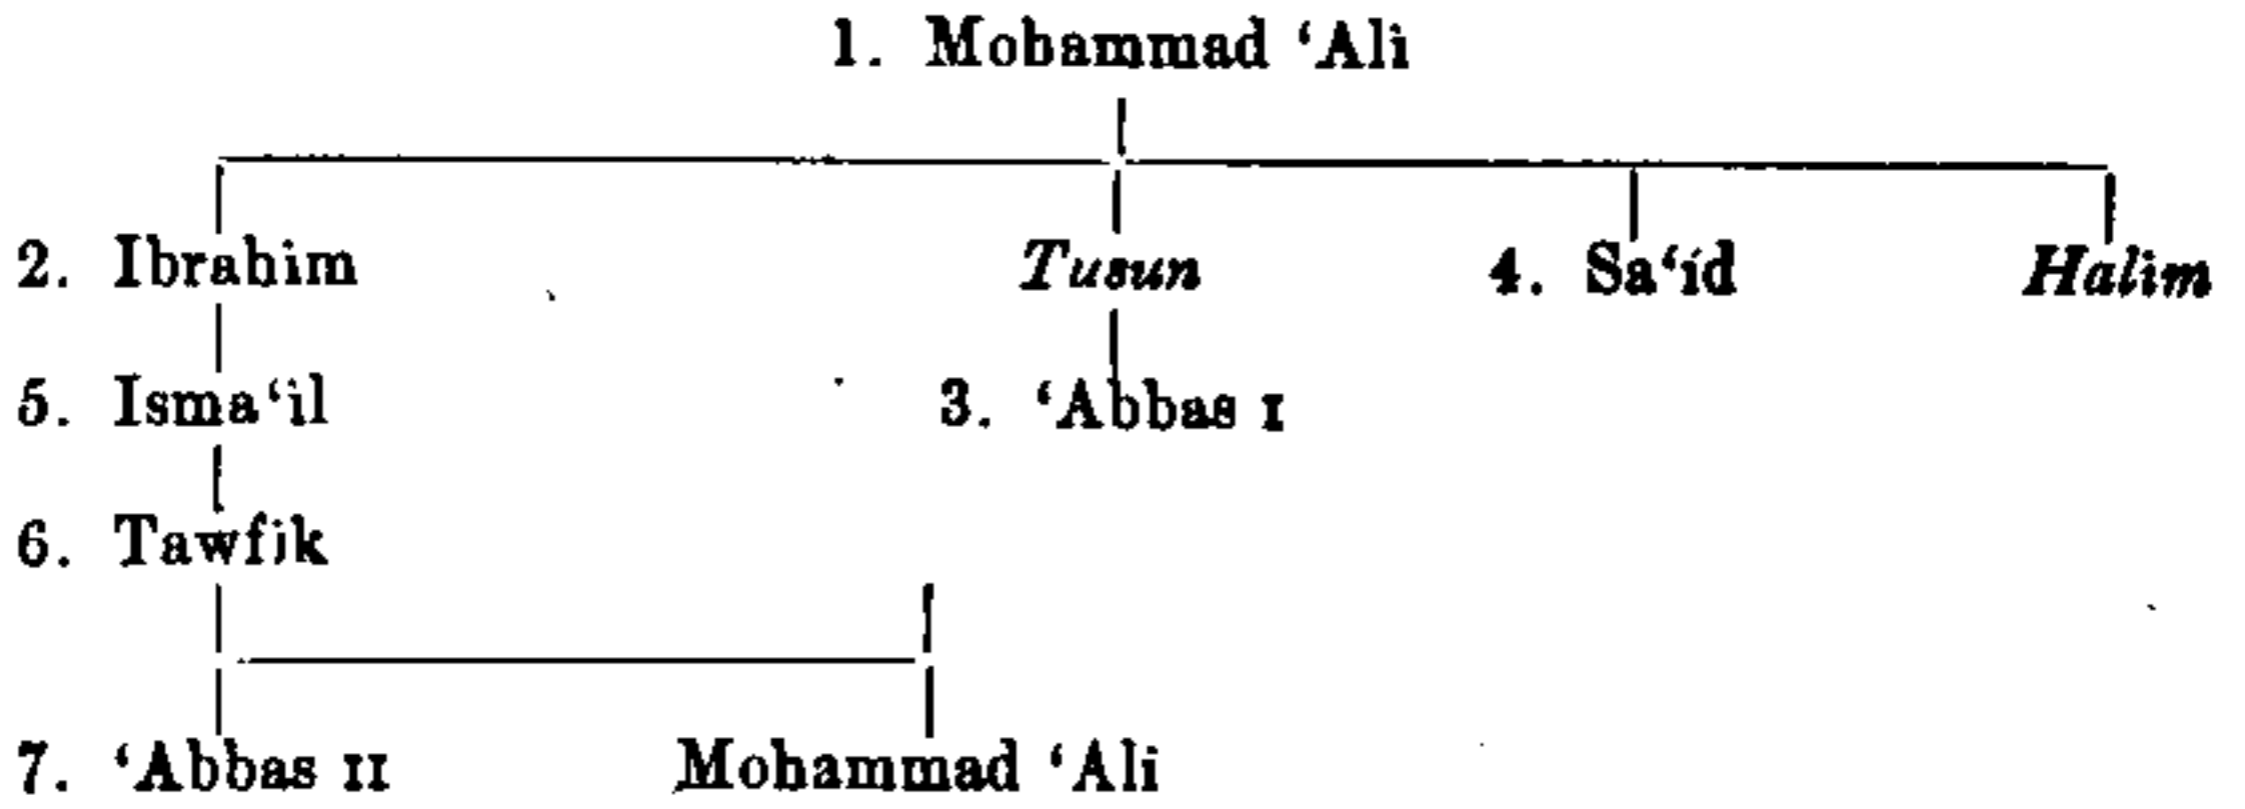 1. Mohammad ‘Ali
2. Ibrahim Tusun 4. Sa‘id Halim
5. Isma‘il 3. ‘Abbas I
6. Tawfik
7. ‘Abbas II Mohammad ‘Ali